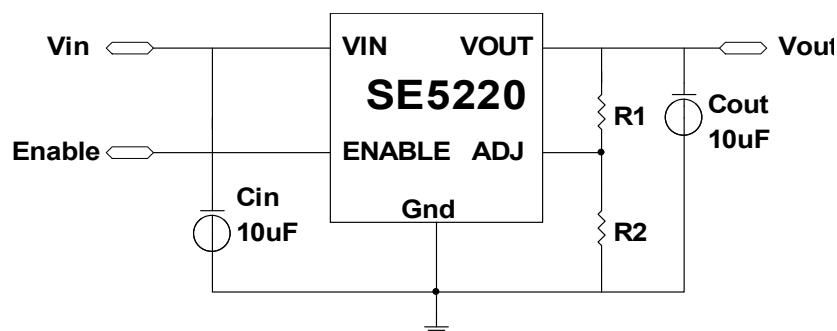 Vin
VIN
VOUT
Vout
SE5220
R1
Cout
10uF
Enable
ENABLE
ADJ
Cin
10uF
Gnd
R2